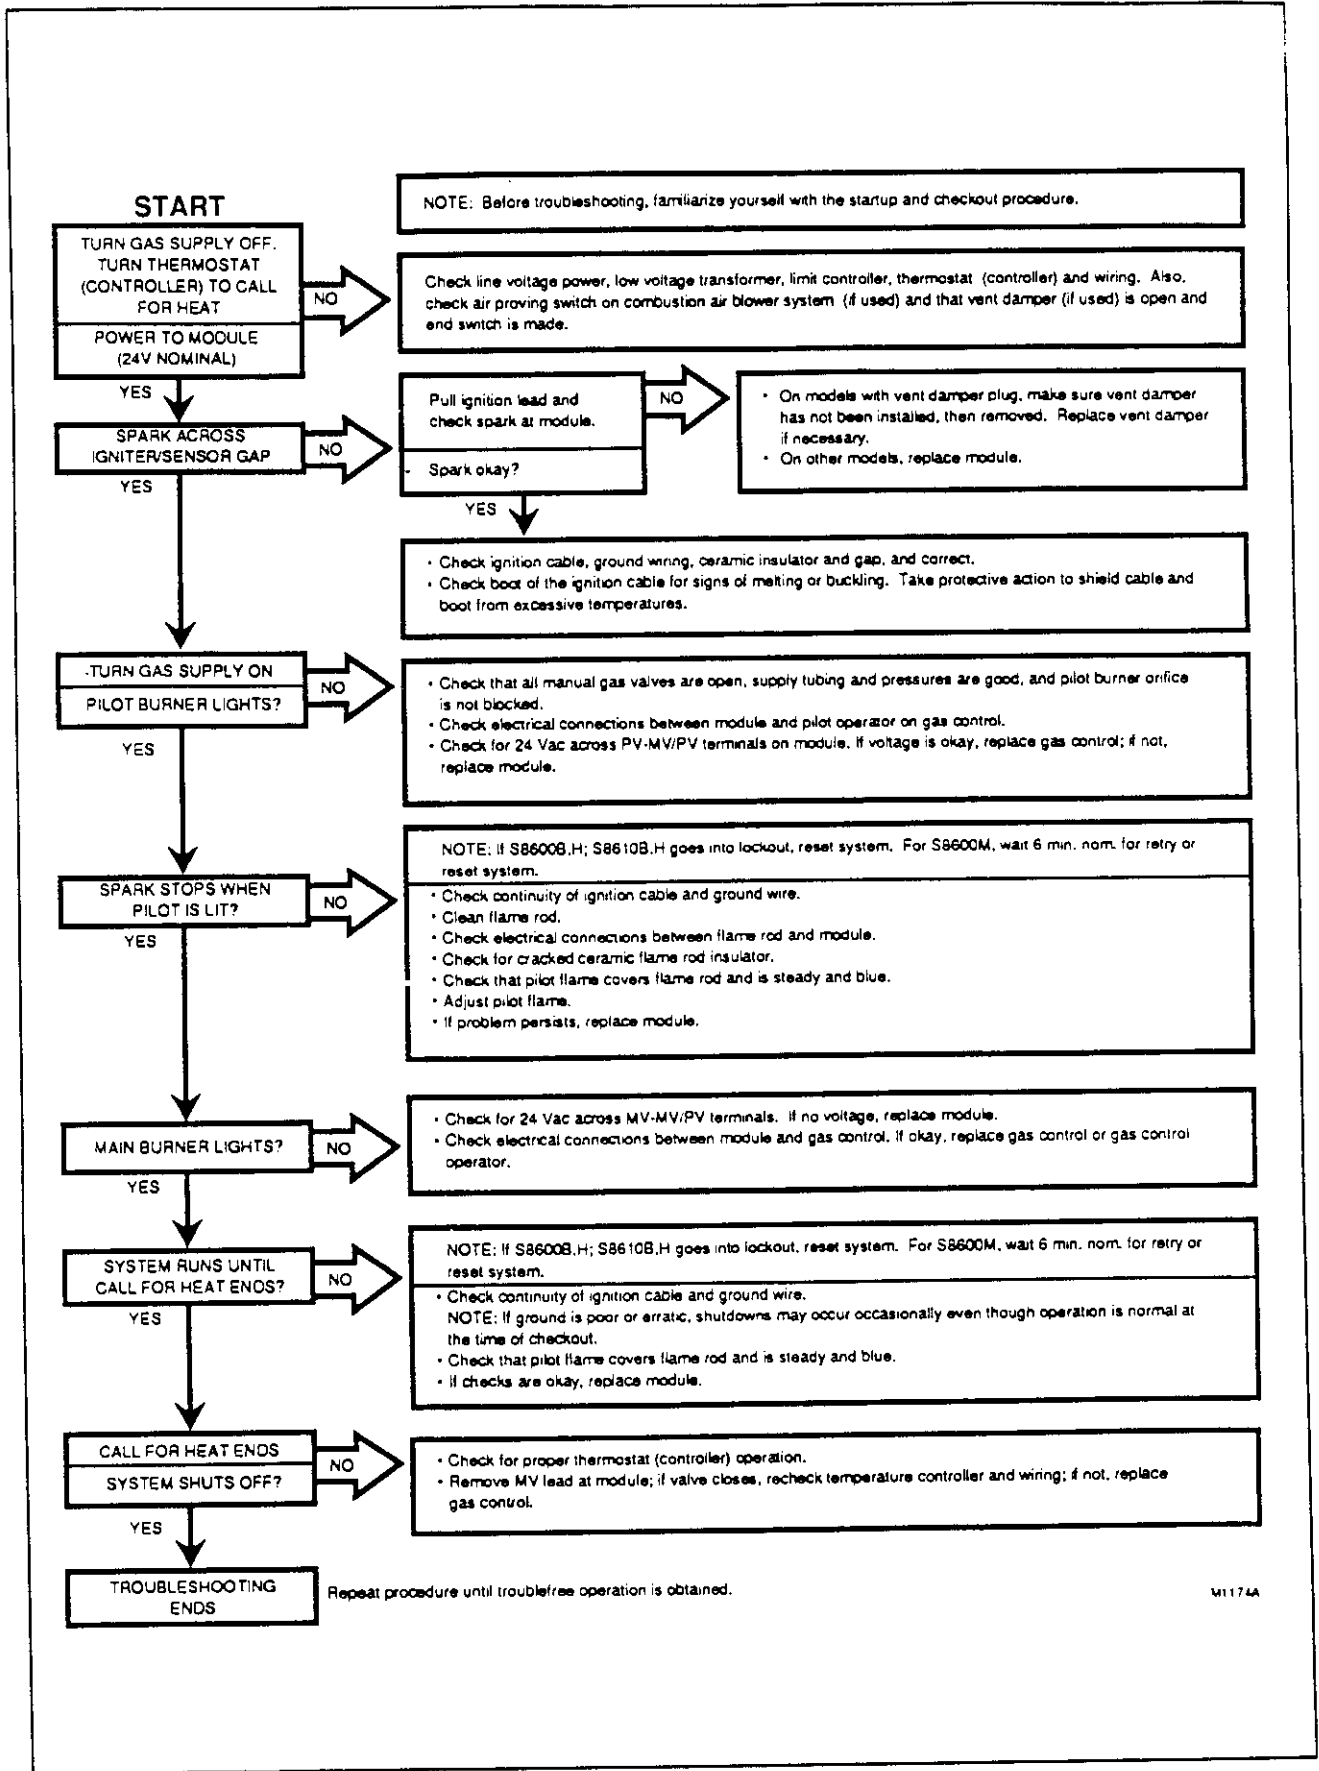 START
NOTE: Before troubleshooting, familiarize yourself with the startup and checkout procedure.
TURN GAS SUPPLY OFF.
TURN THERMOSTAT
(CONTROLLER) TO CALL
FOR HEAT
POWER TO MODULE
(24V NOMINAL)
NO
Check line voltage power, low voltage transformer, limit controller, thermostat (controller) and wiring. Also,
check air proving switch on combustion air blower system (if used) and that vent damper (if used) is open and
end switch is made.
YES
SPARK ACROSS
IGNITER/SENSOR GAP
NO
Pull ignition lead and
check spark at module.
Spark okay?
NO
• On models with vent damper plug, make sure vent damper
has not been installed, then removed. Replace vent damper
if necessary.
• On other models, replace module.
YES
YES
• Check ignition cable, ground wiring, ceramic insulator and gap, and correct.
• Check boot of the ignition cable for signs of melting or buckling. Take protective action to shield cable and
boot from excessive temperatures.
TURN GAS SUPPLY ON
PILOT BURNER LIGHTS?
NO
• Check that all manual gas valves are open, supply tubing and pressures are good, and pilot burner orifice
is not blocked.
• Check electrical connections between module and pilot operator on gas control.
• Check for 24 Vac across PV-MV/PV terminals on module. If voltage is okay, replace gas control; if not,
replace module.
YES
SPARK STOPS WHEN
PILOT IS LIT?
NO
NOTE: If S8600B,H; S8610B,H goes into lockout, reset system. For S8600M, wait 6 min. nom. for retry or
reset system.
• Check continuity of ignition cable and ground wire.
• Clean flame rod.
• Check electrical connections between flame rod and module.
• Check for cracked ceramic flame rod insulator.
• Check that pilot flame covers flame rod and is steady and blue.
• Adjust pilot flame.
• If problem persists, replace module.
YES
MAIN BURNER LIGHTS?
NO
• Check for 24 Vac across MV-MV/PV terminals. If no voltage, replace module.
• Check electrical connections between module and gas control. If okay, replace gas control or gas control
operator.
YES
SYSTEM RUNS UNTIL
CALL FOR HEAT ENDS?
NO
NOTE: If S8600B,H; S8610B,H goes into lockout, reset system. For S8600M, wait 6 min. nom. for retry or
reset system.
• Check continuity of ignition cable and ground wire.
NOTE: If ground is poor or erratic, shutdowns may occur occasionally even though operation is normal at
the time of checkout.
• Check that pilot flame covers flame rod and is steady and blue.
• If checks are okay, replace module.
YES
CALL FOR HEAT ENDS
SYSTEM SHUTS OFF?
NO
• Check for proper thermostat (controller) operation.
• Remove MV lead at module; if valve closes, recheck temperature controller and wiring; if not, replace
gas control.
YES
TROUBLESHOOTING
ENDS
Repeat procedure until troublefree operation is obtained.
M1174A